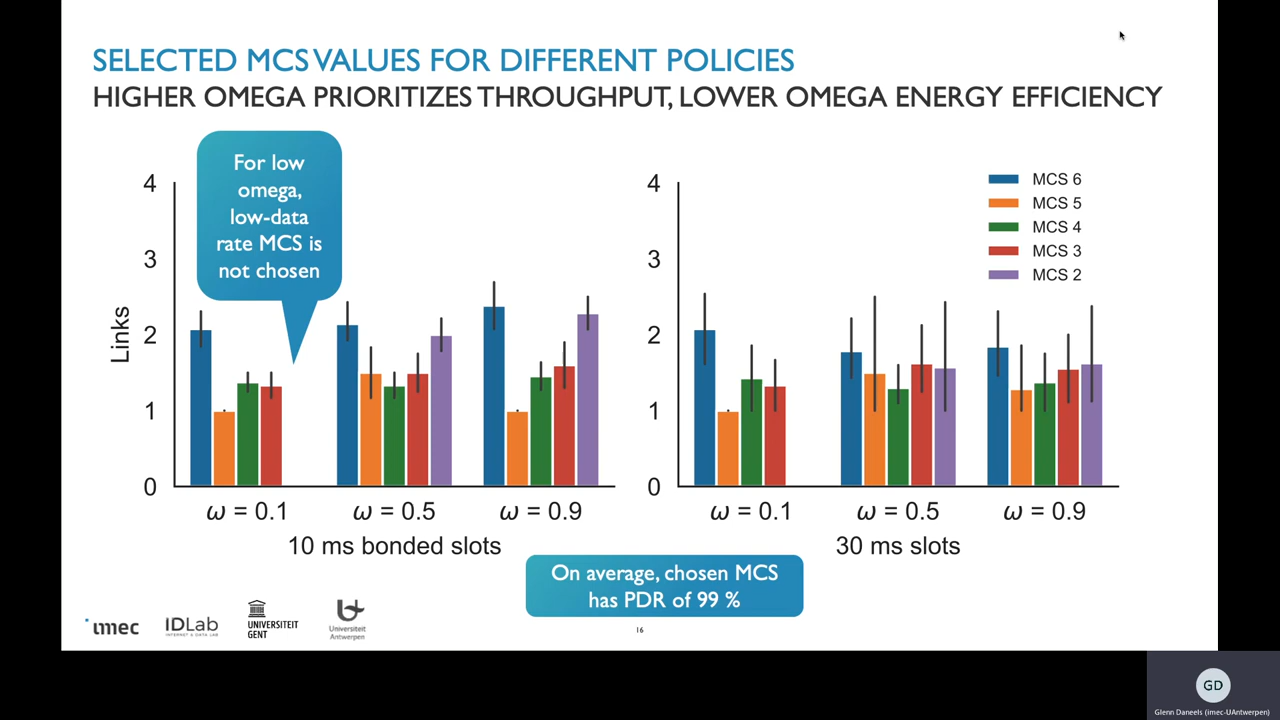 SELECTED MCS VALUES FOR DIFFERENT POLICIES
HIGHER OMEGA PRIORITIZES THROUGHPUT, LOWER OMEGA ENERGY EFFICIENCY
For low
omega,
low-data
rate MCS is
not chosen
4
3
2
1
0
Links
ω = 0.1
ω = 0.5
ω = 0.9
10 ms bonded slots
4
3
2
1
0
MCS 6
MCS 5
MCS 4
MCS 3
MCS 2
ω = 0.1
ω = 0.5
ω = 0.9
30 ms slots
On average, chosen MCS
has PDR of 99 %
imec
IDLab
INTERNET & DATA LAB
UNIVERSITEIT
GENT
Universiteit
Antwerpen
16
GD
Glenn Daneels (imec-UAntwerpen)